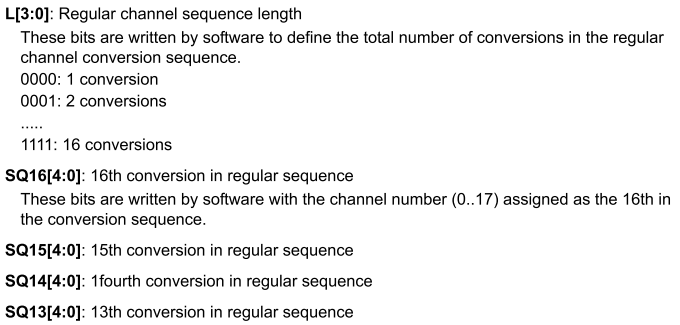 L[3:0]: Regular channel sequence length
These bits are written by software to define the total number of conversions in the regular
channel conversion sequence.
0000: 1 conversion
0001: 2 conversions
.....
1111: 16 conversions
SQ16[4:0]: 16th conversion in regular sequence
These bits are written by software with the channel number (0..17) assigned as the 16th in
the conversion sequence.
SQ15[4:0]: 15th conversion in regular sequence
SQ14[4:0]: 1fourth conversion in regular sequence
SQ13[4:0]: 13th conversion in regular sequence